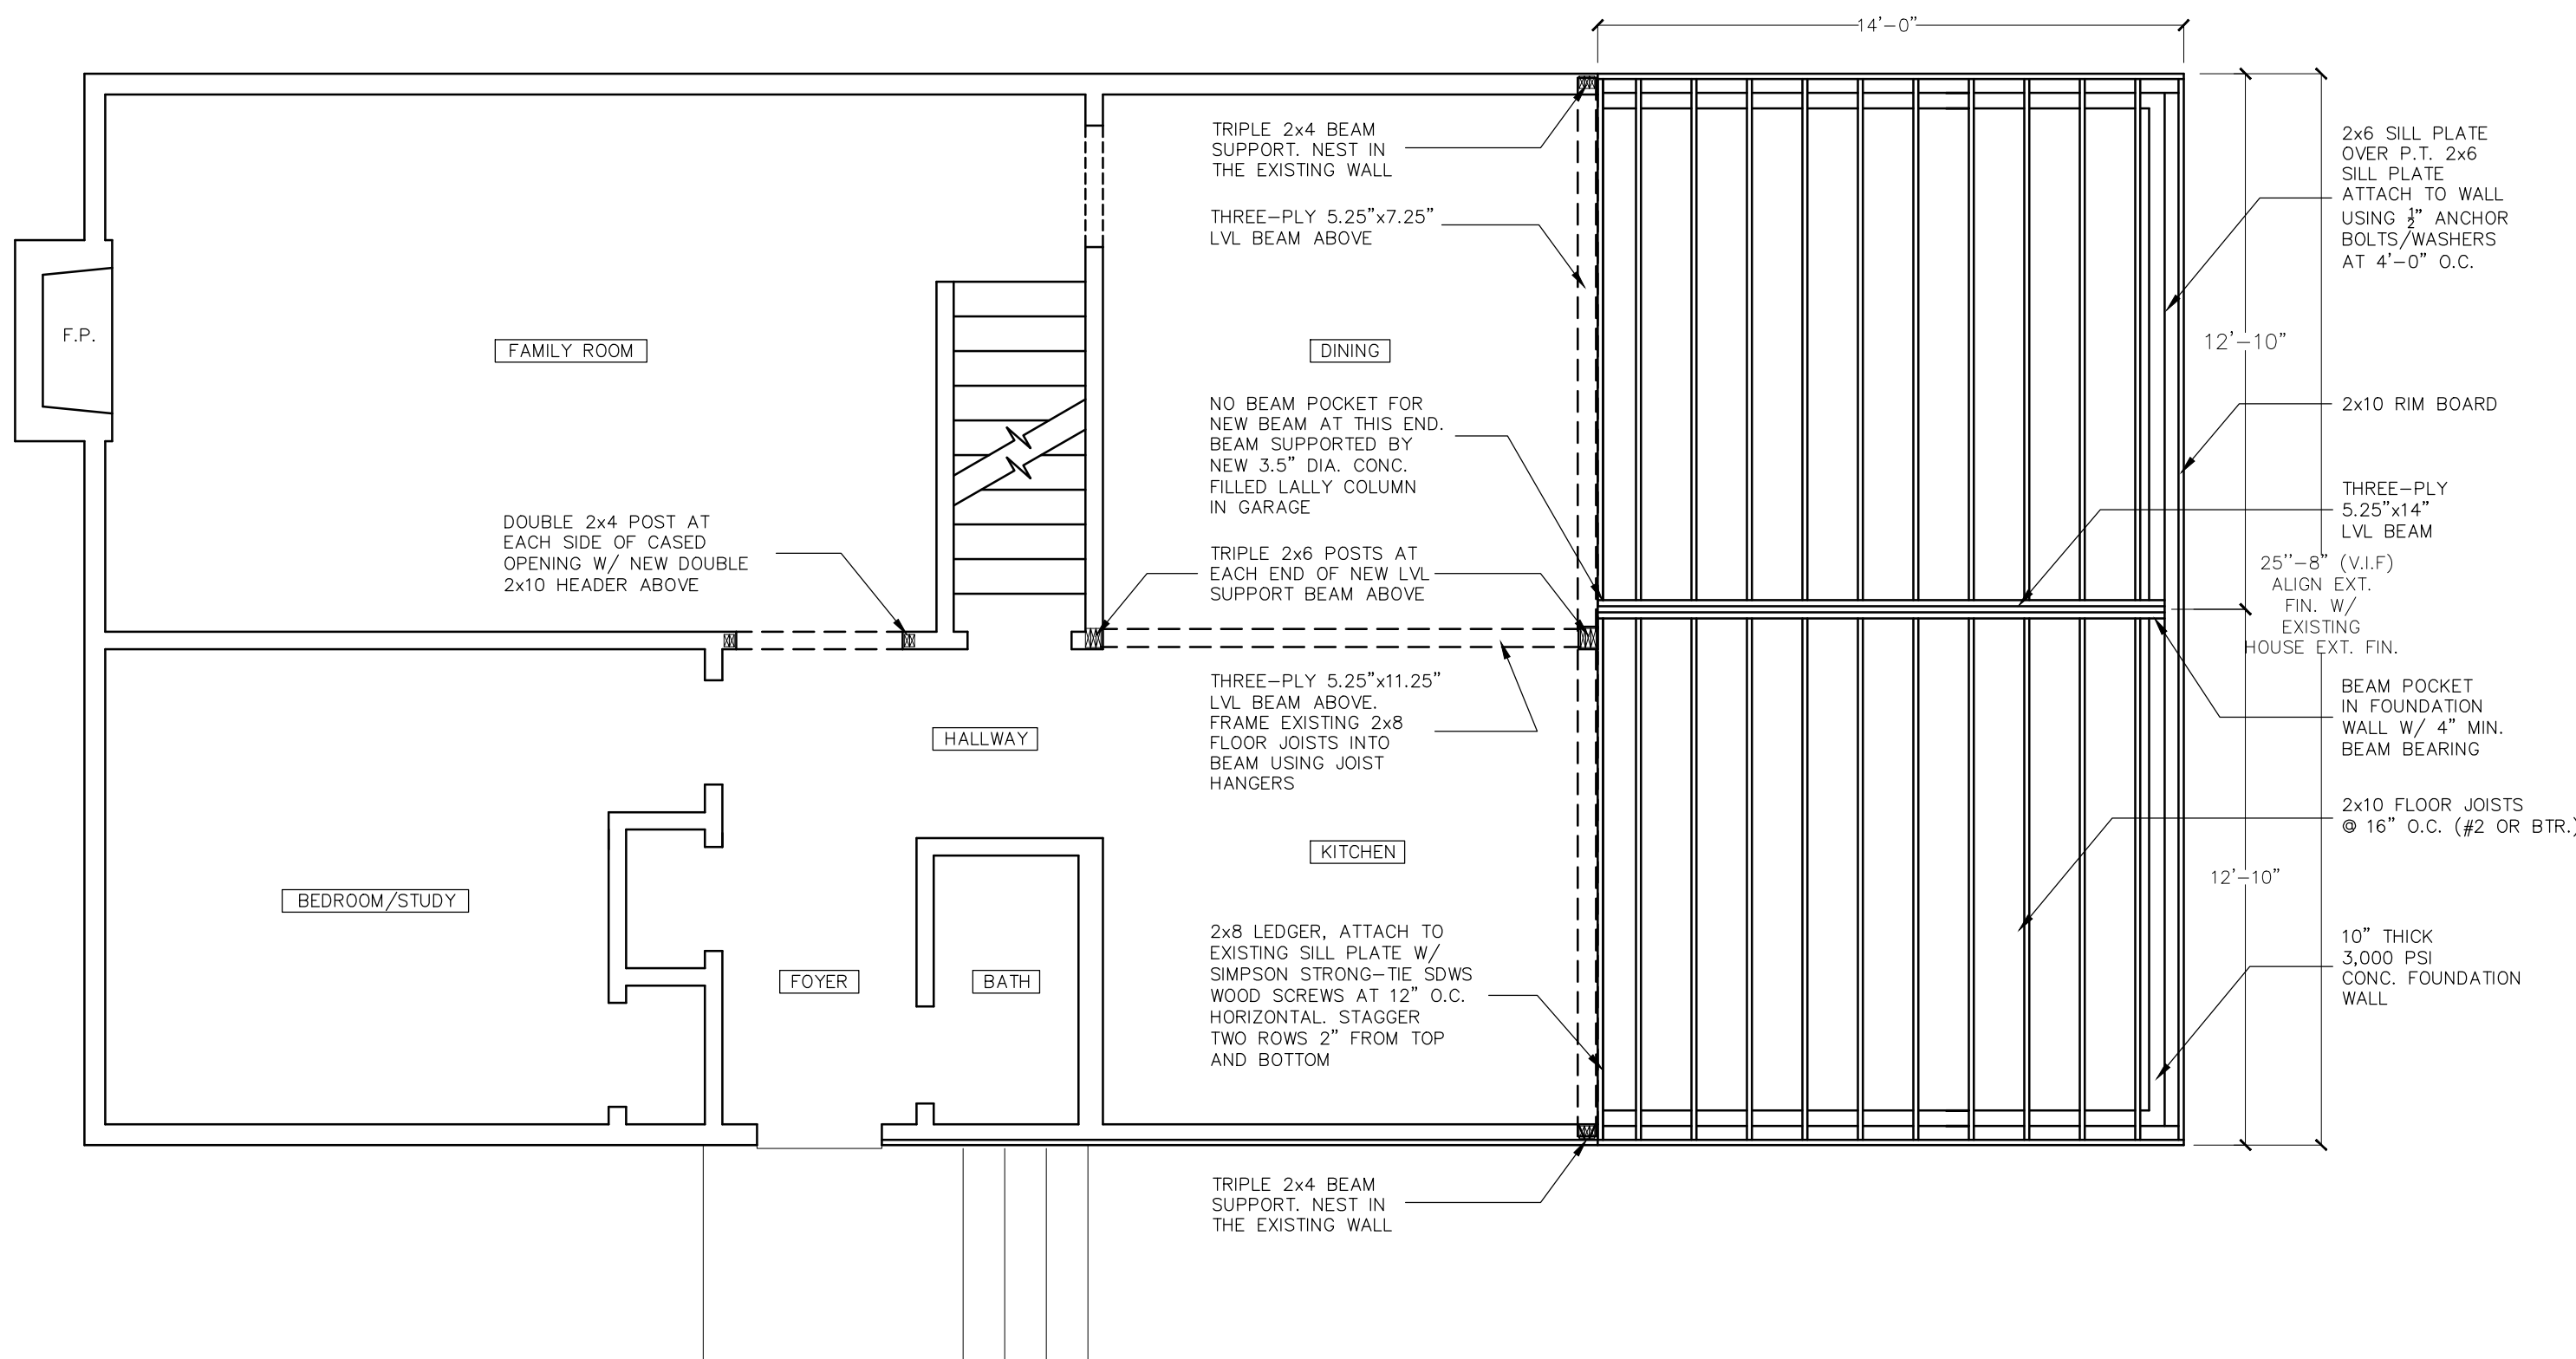 14'-0"
TRIPLE 2x4 BEAM
SUPPORT. NEST IN
THE EXISTING WALL
THREE-PLY 5.25"x7.25"
LVL BEAM ABOVE
2x6 SILL PLATE
OVER P.T. 2x6
SILL PLATE
ATTACH TO WALL
USING ½" ANCHOR
BOLTS/WASHERS
AT 4'-0" O.C.
F.P.
FAMILY ROOM
DINING
12'-10"
NO BEAM POCKET FOR
NEW BEAM AT THIS END.
BEAM SUPPORTED BY
NEW 3.5" DIA. CONC.
FILLED LALLY COLUMN
IN GARAGE
2x10 RIM BOARD
THREE-PLY
5.25"x14"
LVL BEAM
DOUBLE 2x4 POST AT
EACH SIDE OF CASED
OPENING W/ NEW DOUBLE
2x10 HEADER ABOVE
TRIPLE 2x6 POSTS AT
EACH END OF NEW LVL
SUPPORT BEAM ABOVE
25''-8" (V.I.F)
ALIGN EXT.
FIN. W/
EXISTING
HOUSE EXT. FIN.
THREE-PLY 5.25"x11.25"
LVL BEAM ABOVE.
FRAME EXISTING 2x8
FLOOR JOISTS INTO
BEAM USING JOIST
HANGERS
BEAM POCKET
IN FOUNDATION
WALL W/ 4" MIN.
BEAM BEARING
HALLWAY
2x10 FLOOR JOISTS
@ 16" O.C. (#2 OR BTR.)
KITCHEN
12'-10"
BEDROOM/STUDY
2x8 LEDGER, ATTACH TO
EXISTING SILL PLATE W/
SIMPSON STRONG-TIE SDWS
WOOD SCREWS AT 12" O.C.
HORIZONTAL. STAGGER
TWO ROWS 2" FROM TOP
AND BOTTOM
10" THICK
3,000 PSI
CONC. FOUNDATION
WALL
FOYER
BATH
TRIPLE 2x4 BEAM
SUPPORT. NEST IN
THE EXISTING WALL